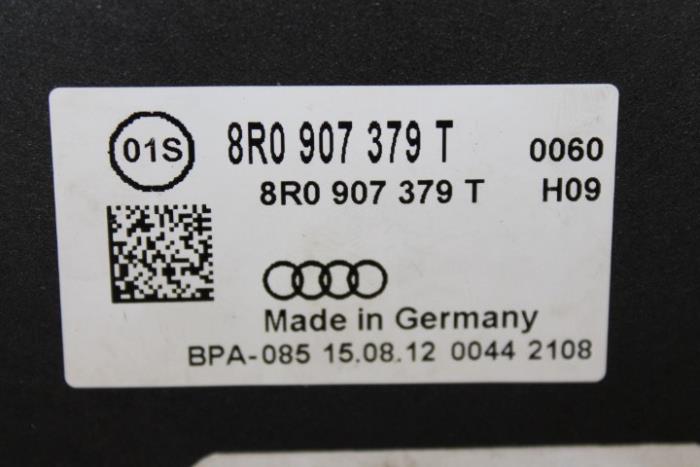 01S 8R0 907 379 T 0060
8R0 907 379 T H09
Made in Germany
BPA-085 15.08.12 0044 2108